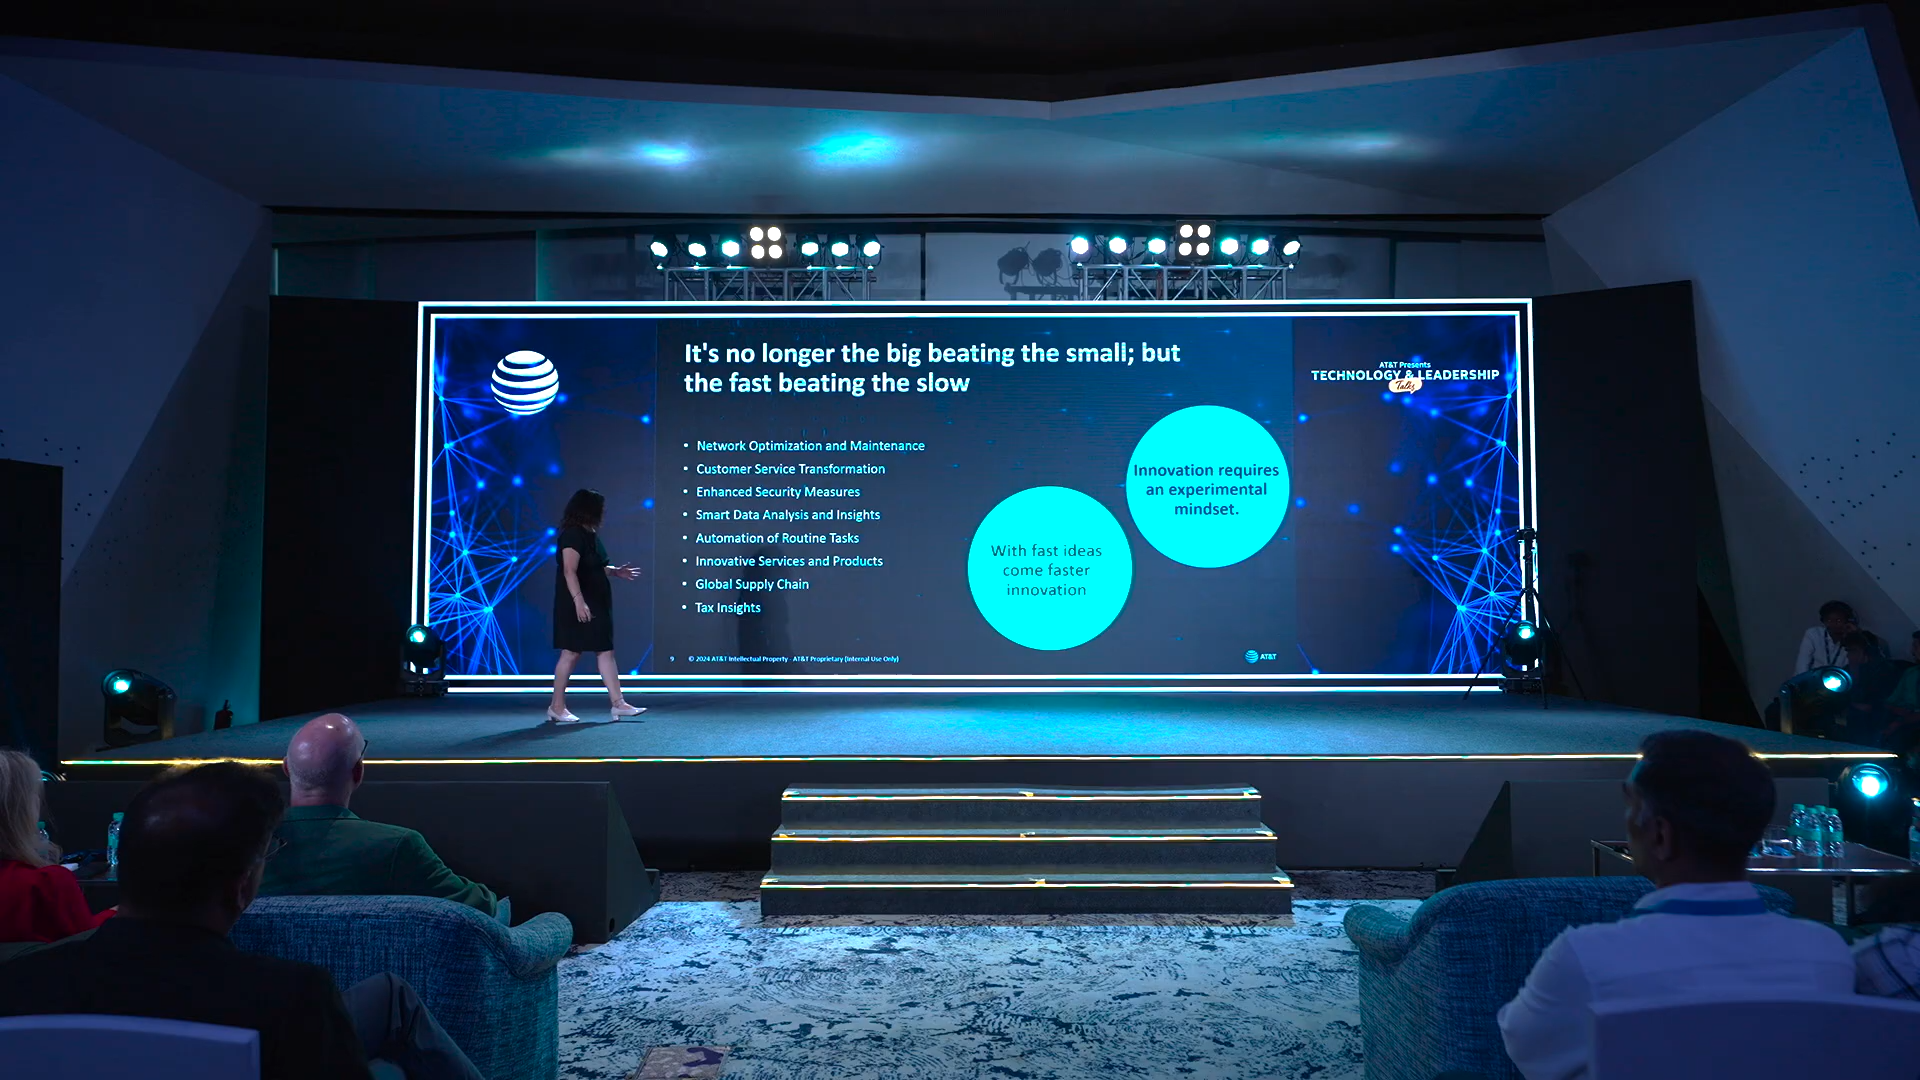 It's no longer the big beating the small; but
the fast beating the slow
AT&T Presents
TECHNOLOGY & LEADERSHIP
Talks
• Network Optimization and Maintenance
• Customer Service Transformation
• Enhanced Security Measures
• Smart Data Analysis and Insights
• Automation of Routine Tasks
• Innovative Services and Products
• Global Supply Chain
• Tax Insights
Innovation requires
an experimental
mindset.
With fast ideas
come faster
innovation
9 © 2024 AT&T Intellectual Property - AT&T Proprietary (Internal Use Only)
AT&T